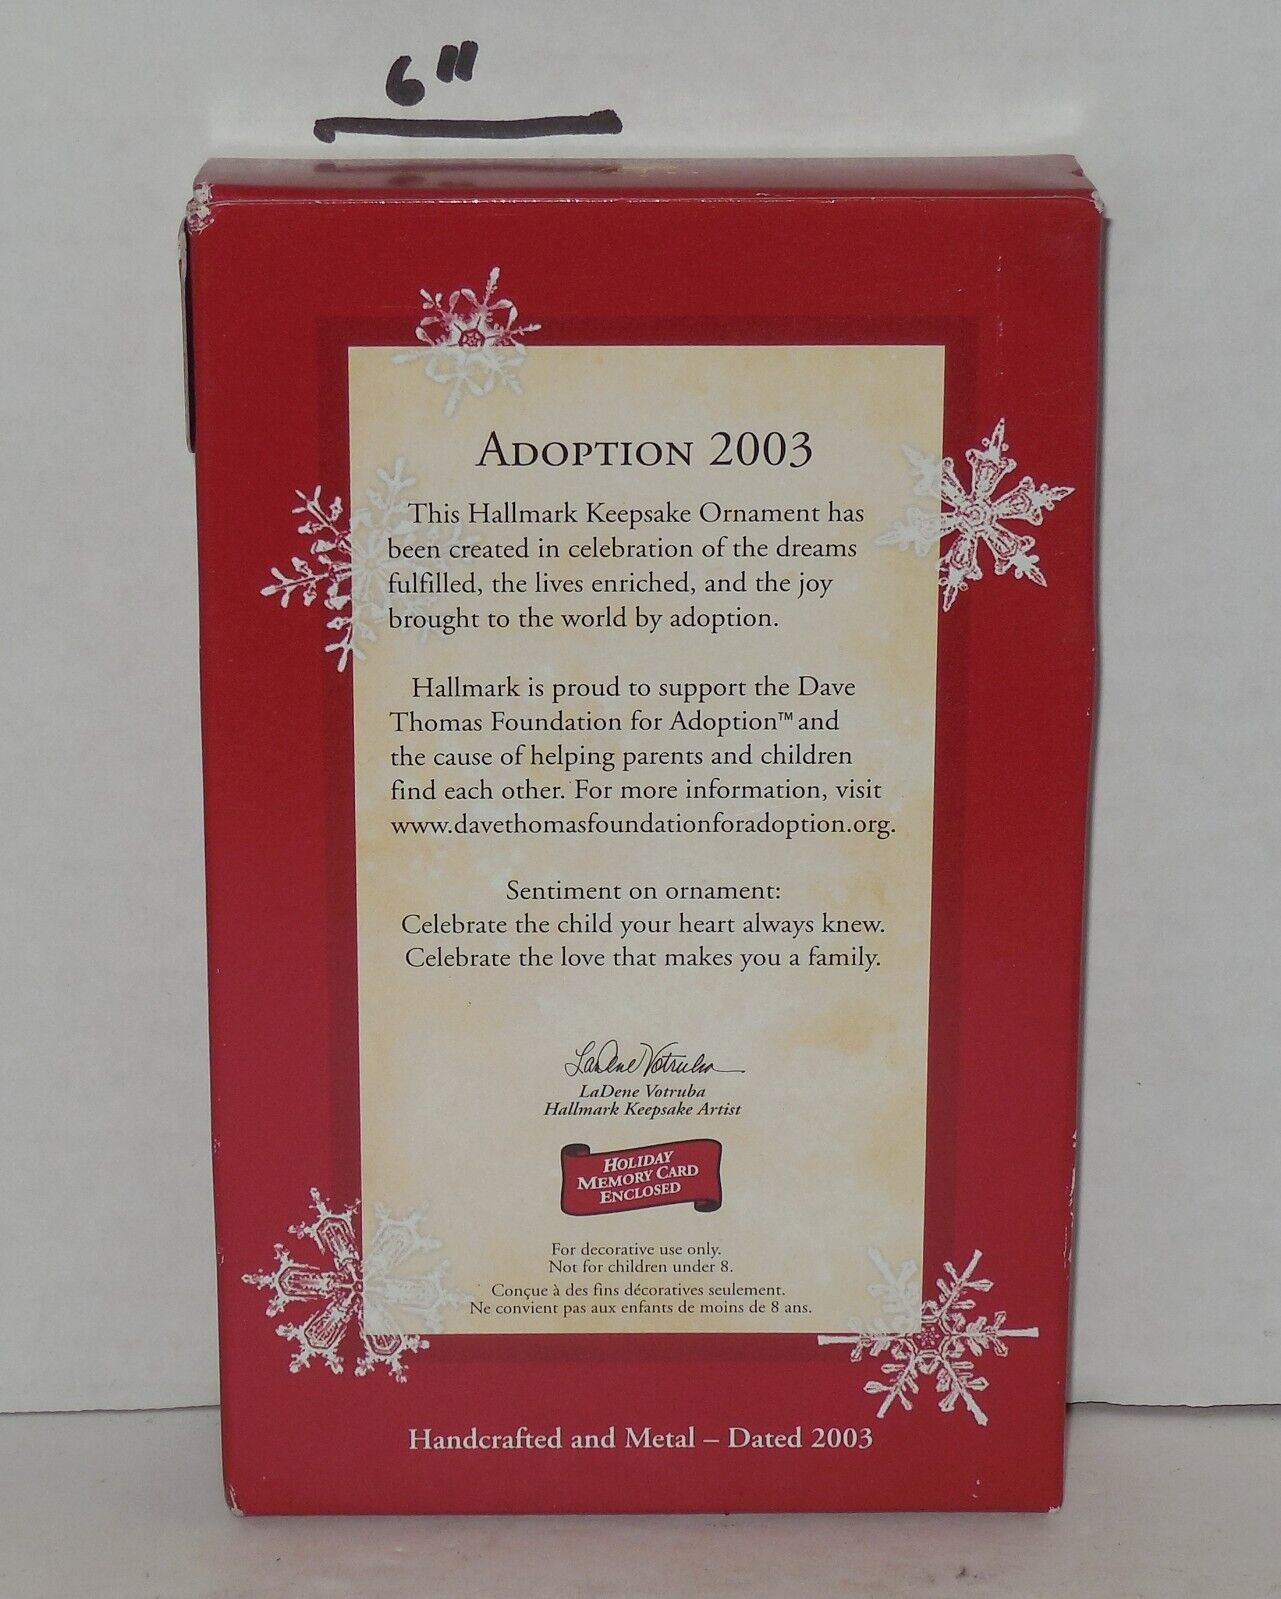 6"
ADOPTION 2003
This Hallmark Keepsake Ornament has
been created in celebration of the dreams
fulfilled, the lives enriched, and the joy
brought to the world by adoption.
Hallmark is proud to support the Dave
Thomas Foundation for Adoption™ and
the cause of helping parents and children
find each other. For more information, visit
www.davethomasfoundationforadoption.org.
Sentiment on ornament:
Celebrate the child your heart always knew.
Celebrate the love that makes you a family.
LaDene Votruba
LaDene Votruba
Hallmark Keepsake Artist
HOLIDAY
MEMORY CARD
ENCLOSED
For decorative use only.
Not for children under 8.
Conçue à des fins décoratives seulement.
Ne convient pas aux enfants de moins de 8 ans.
Handcrafted and Metal – Dated 2003